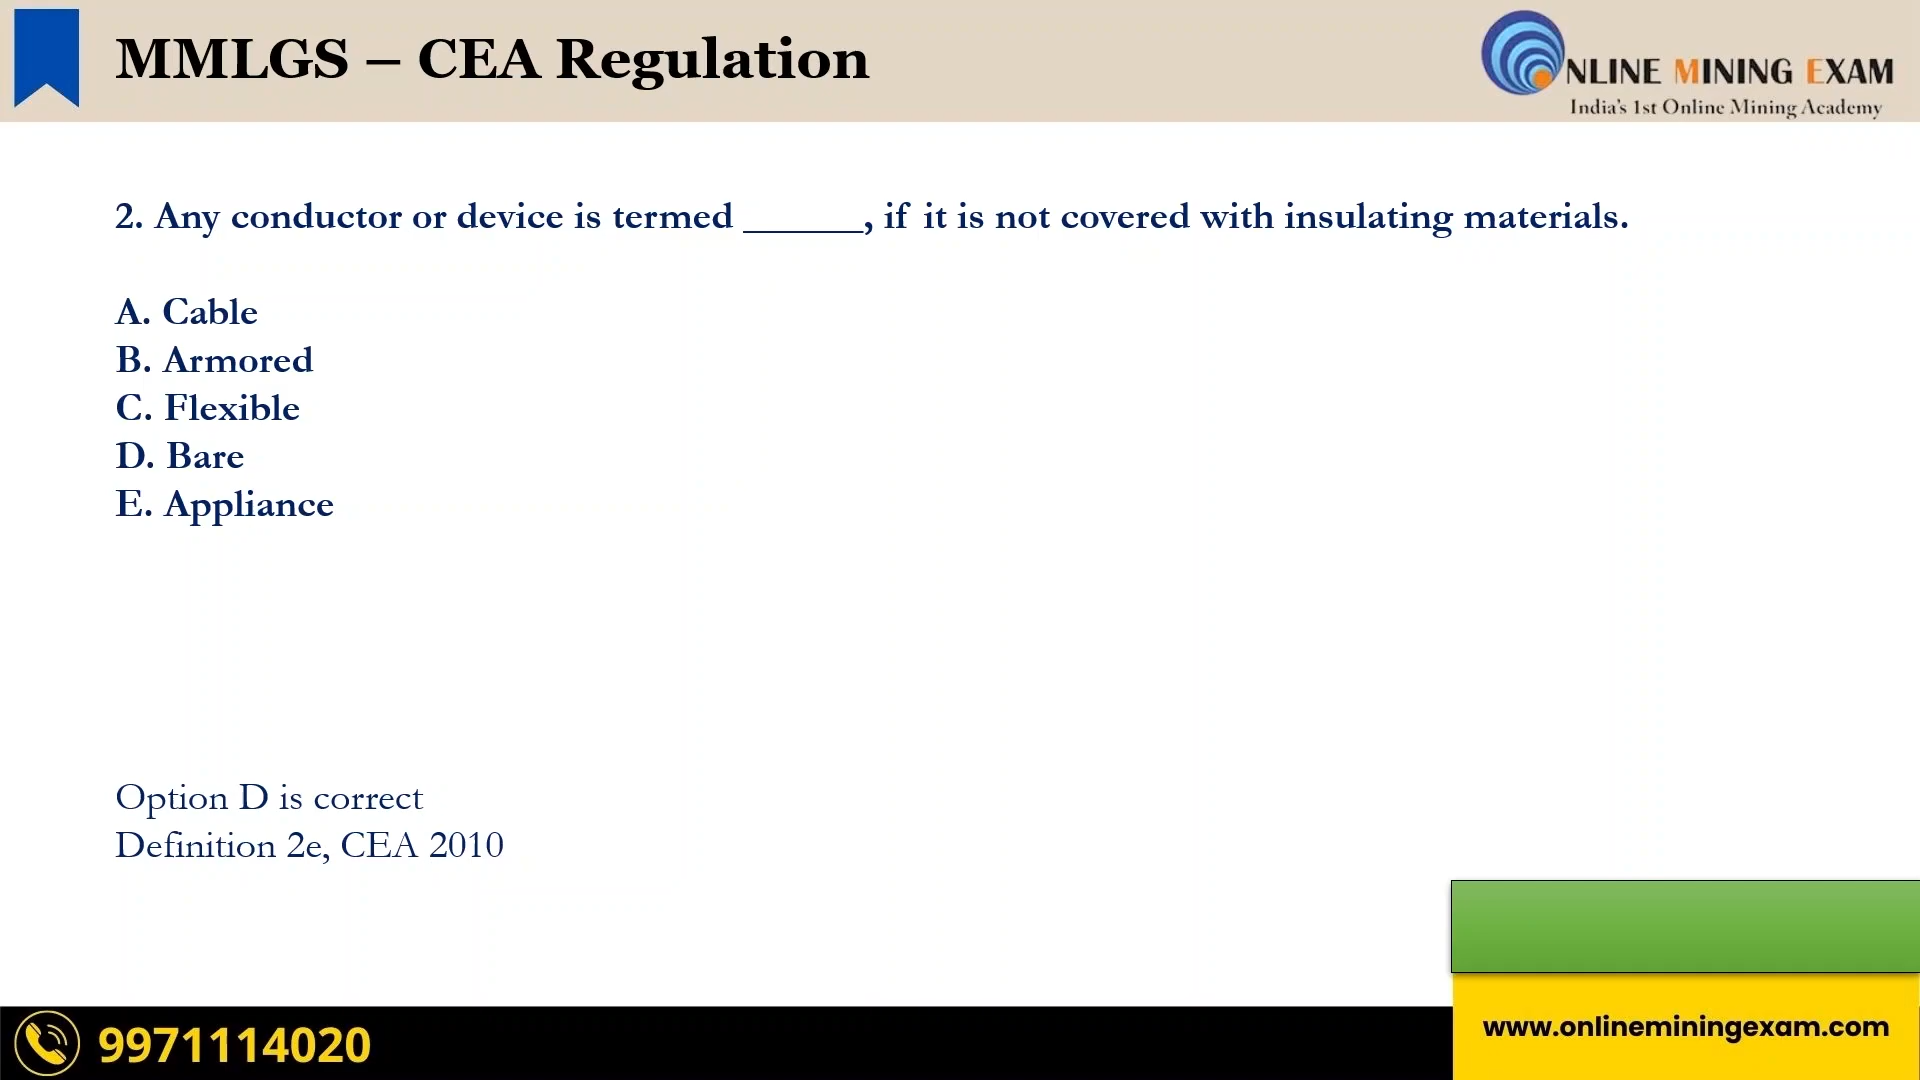 MMLGS – CEA Regulation
ONLINE MINING EXAM
India's 1st Online Mining Academy
2. Any conductor or device is termed ______, if it is not covered with insulating materials.
A. Cable
B. Armored
C. Flexible
D. Bare
E. Appliance
Option D is correct
Definition 2e, CEA 2010
9971114020
www.onlineminingexam.com